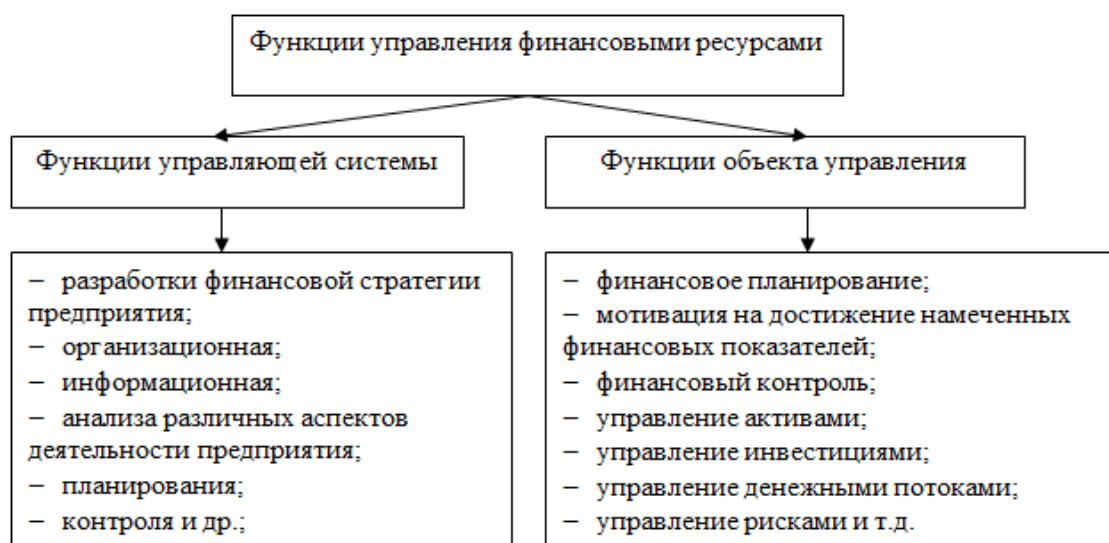 Функции управления финансовыми ресурсами
Функции управляющей системы
Функции объекта управления
– разработки финансовой стратегии
предприятия;
– организационная;
– информационная;
– анализа различных аспектов
деятельности предприятия;
– планирования;
– контроля и др.;
– финансовое планирование;
– мотивация на достижение намеченных
финансовых показателей;
– финансовый контроль;
– управление активами;
– управление инвестициями;
– управление денежными потоками;
– управление рисками и т.д.